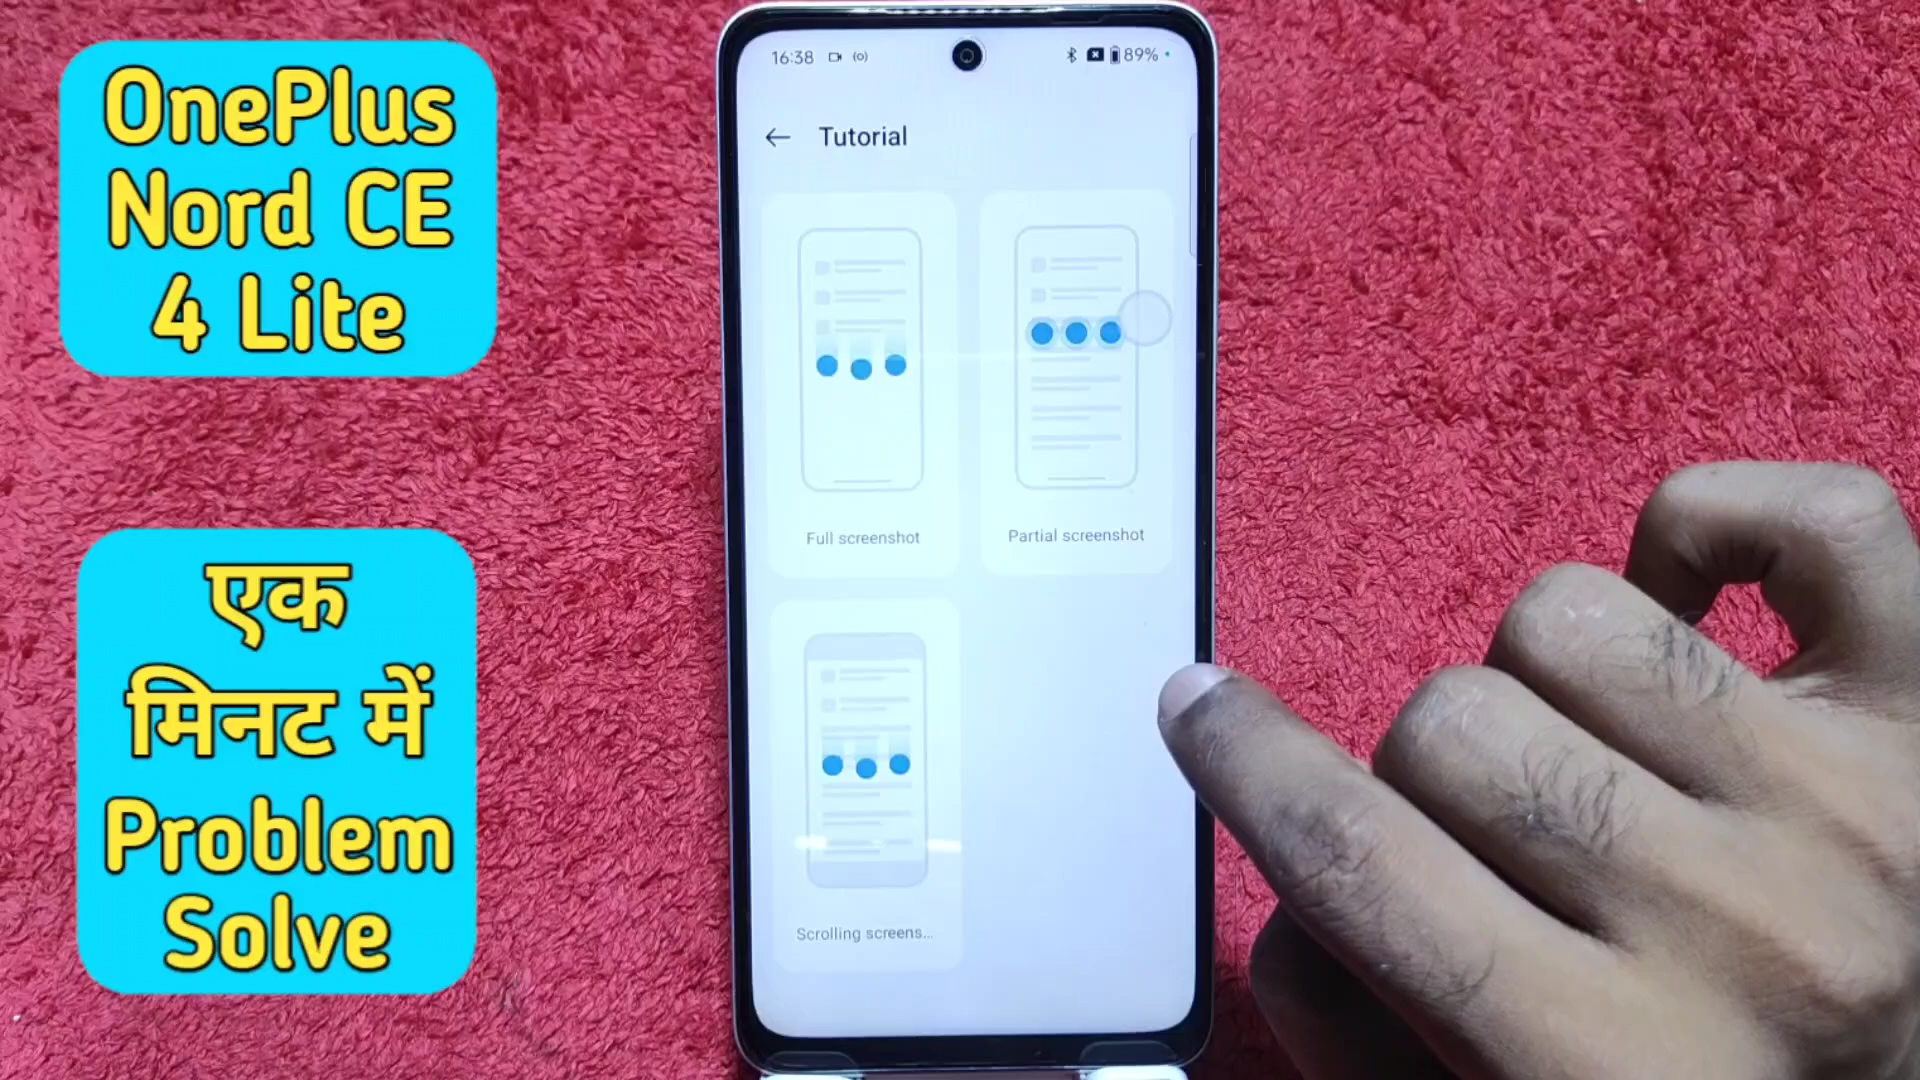 OnePlus
Nord CE
4 Lite
एक
मिनट में
Problem
Solve
16:38
89%
Tutorial
Full screenshot
Partial screenshot
Scrolling screens...